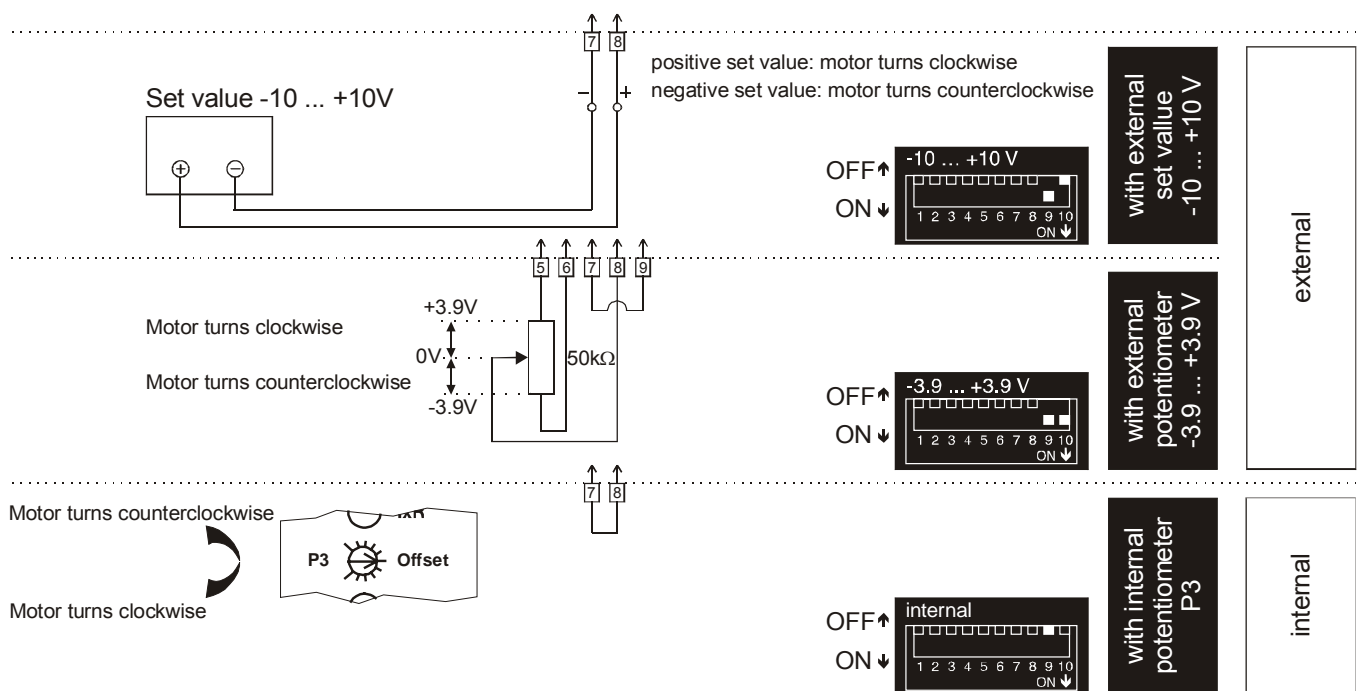 7 8
positive set value: motor turns clockwise
negative set value: motor turns counterclockwise
Set value -10 ... +10V
- +
+ -
OFF
ON
-10 ... +10 V
1 2 3 4 5 6 7 8 9 10
ON
with external
set vallue
-10 ... +10 V
external
5 6 7 8 9
+3.9V
Motor turns clockwise
0V
50kΩ
Motor turns counterclockwise
-3.9V
OFF
ON
-3.9 ... +3.9 V
1 2 3 4 5 6 7 8 9 10
ON
with external
potentiometer
-3.9 ... +3.9 V
7 8
Motor turns counterclockwise
P3
Offset
Motor turns clockwise
OFF
ON
internal
1 2 3 4 5 6 7 8 9 10
ON
with internal
potentiometer
P3
internal